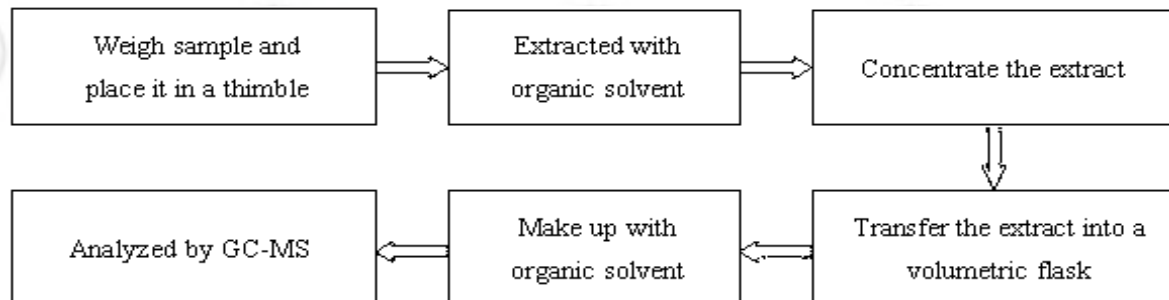 Weigh sample and
place it in a thimble
Extracted with
organic solvent
Concentrate the extract
Transfer the extract into a
volumetric flask
Make up with
organic solvent
Analyzed by GC-MS